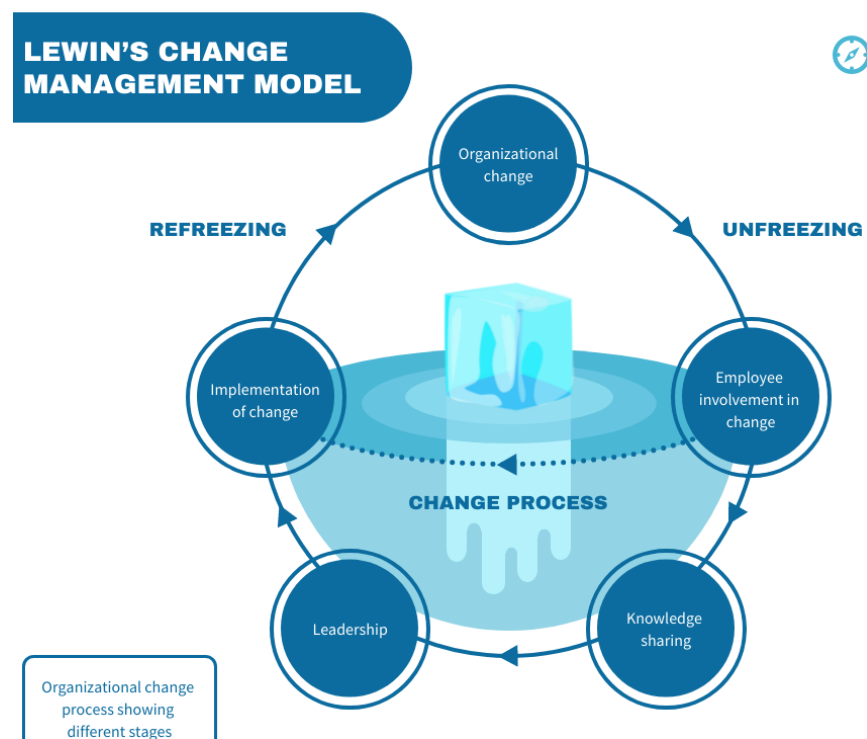 LEWIN’S CHANGE
MANAGEMENT MODEL
Organizational
change
REFREEZING
UNFREEZING
Implementation
of change
Employee
involvement in
change
CHANGE PROCESS
Leadership
Knowledge
sharing
Organizational change
process showing
different stages